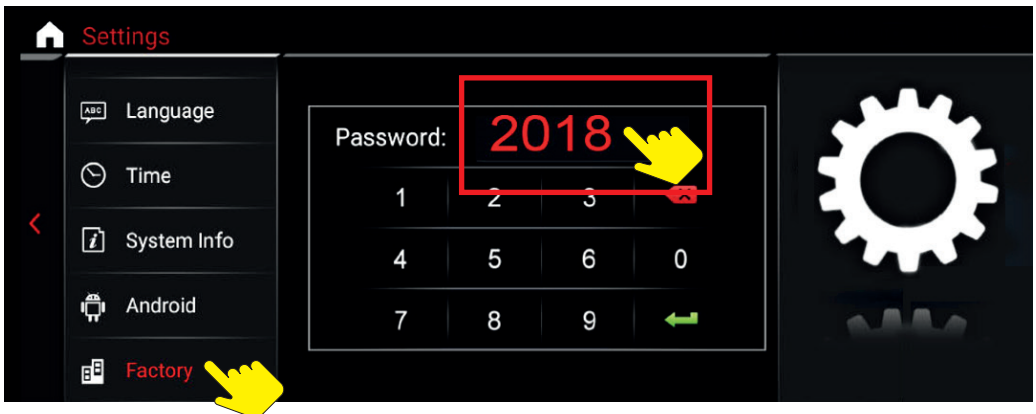 Settings
ABC Language
Time
i System Info
Android
Factory
Password: 2018
1 2 3
4 5 6 0
7 8 9